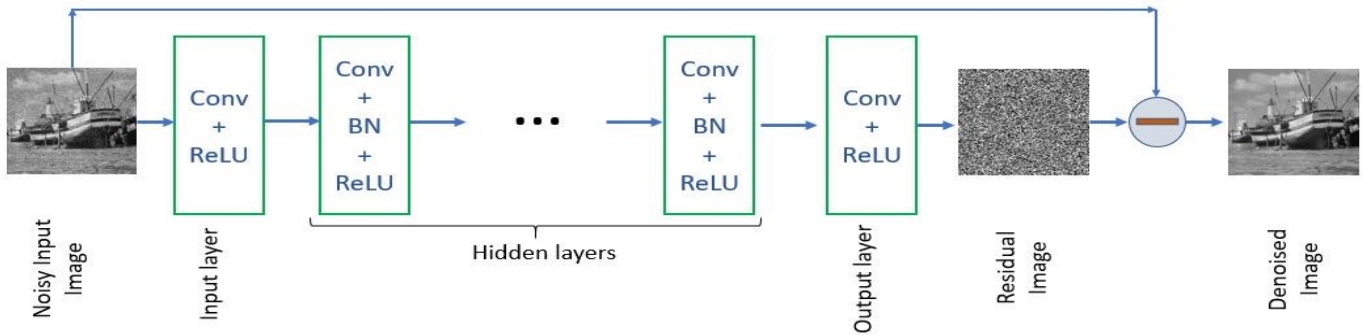 Conv
+
ReLU
Conv
+
BN
+
ReLU
...
Conv
+
BN
+
ReLU
Conv
+
ReLU
Hidden layers
Noisy Input
Image
Input layer
Output layer
Residual
Image
Denoised
Image